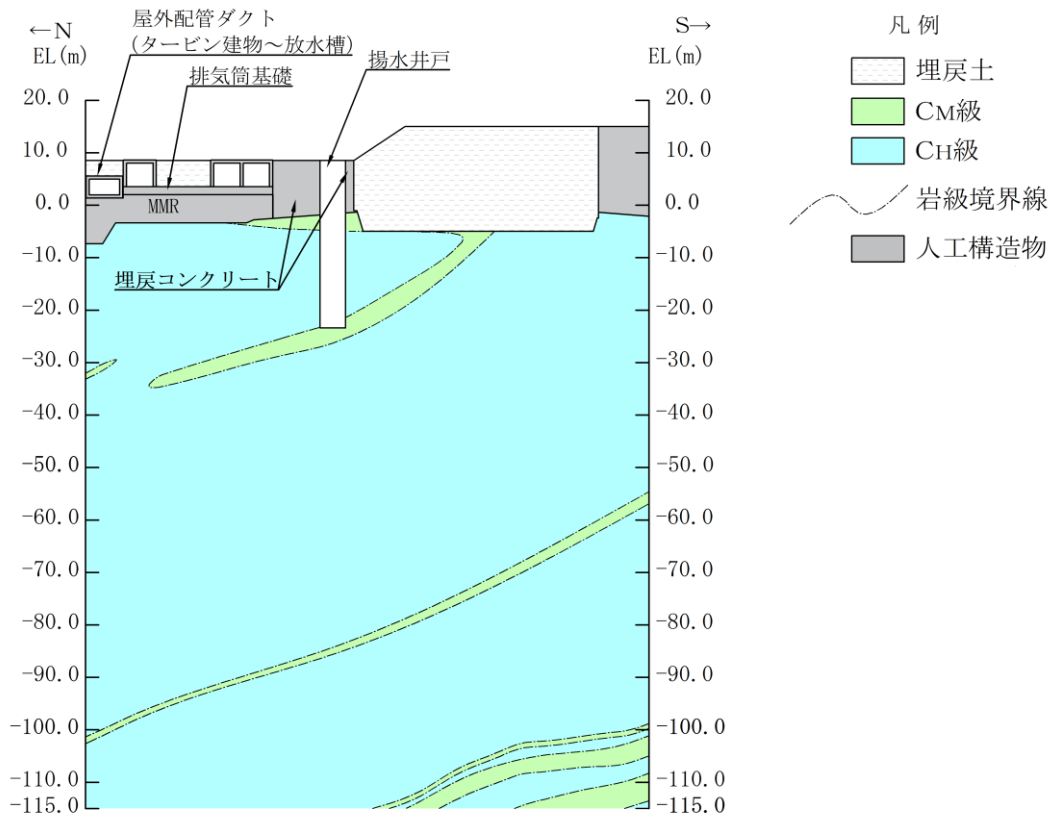 ←N
EL(m)
屋外配管ダクト
(タービン建物～放水槽)
排気筒基礎
揚水井戸
S→
EL(m)
20.0
10.0
0.0
-10.0
-20.0
-30.0
-40.0
-50.0
-60.0
-70.0
-80.0
-90.0
-100.0
-110.0
-115.0
MMR
埋戻コンクリート
20.0
10.0
0.0
-10.0
-20.0
-30.0
-40.0
-50.0
-60.0
-70.0
-80.0
-90.0
-100.0
-110.0
-115.0
凡 例
埋戻土
CM級
CH級
岩級境界線
人工構造物